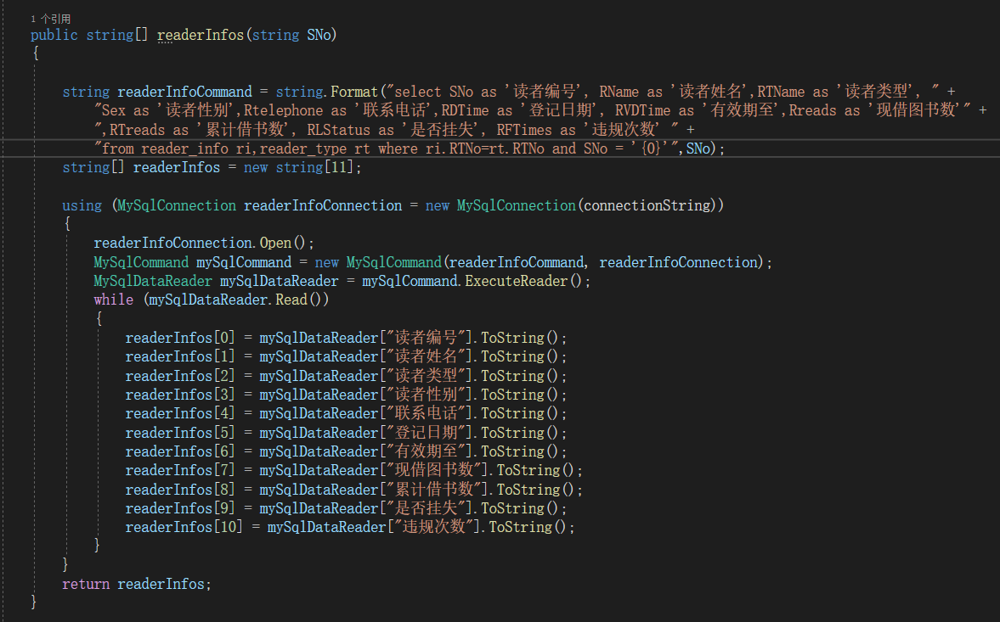 1 个引用
public string[] readerInfos(string SNo)
{
string readerInfoCommand = string.Format("select SNo as '读者编号', RName as '读者姓名',RTName as '读者类型', " +
"Sex as '读者性别',Rtelephone as '联系电话',RDTime as '登记日期', RVDTime as '有效期至',Rreads as '现借图书数'" +
",RTreads as '累计借书数', RLStatus as '是否挂失', RFTimes as '违规次数' " +
"from reader_info ri,reader_type rt where ri.RTNo=rt.RTNo and SNo = '{0}'",SNo);
string[] readerInfos = new string[11];
using (MySqlConnection readerInfoConnection = new MySqlConnection(connectionString))
{
readerInfoConnection.Open();
MySqlCommand mySqlCommand = new MySqlCommand(readerInfoCommand, readerInfoConnection);
MySqlDataReader mySqlDataReader = mySqlCommand.ExecuteReader();
while (mySqlDataReader.Read())
{
readerInfos[0] = mySqlDataReader["读者编号"].ToString();
readerInfos[1] = mySqlDataReader["读者姓名"].ToString();
readerInfos[2] = mySqlDataReader["读者类型"].ToString();
readerInfos[3] = mySqlDataReader["读者性别"].ToString();
readerInfos[4] = mySqlDataReader["联系电话"].ToString();
readerInfos[5] = mySqlDataReader["登记日期"].ToString();
readerInfos[6] = mySqlDataReader["有效期至"].ToString();
readerInfos[7] = mySqlDataReader["现借图书数"].ToString();
readerInfos[8] = mySqlDataReader["累计借书数"].ToString();
readerInfos[9] = mySqlDataReader["是否挂失"].ToString();
readerInfos[10] = mySqlDataReader["违规次数"].ToString();
}
}
return readerInfos;
}